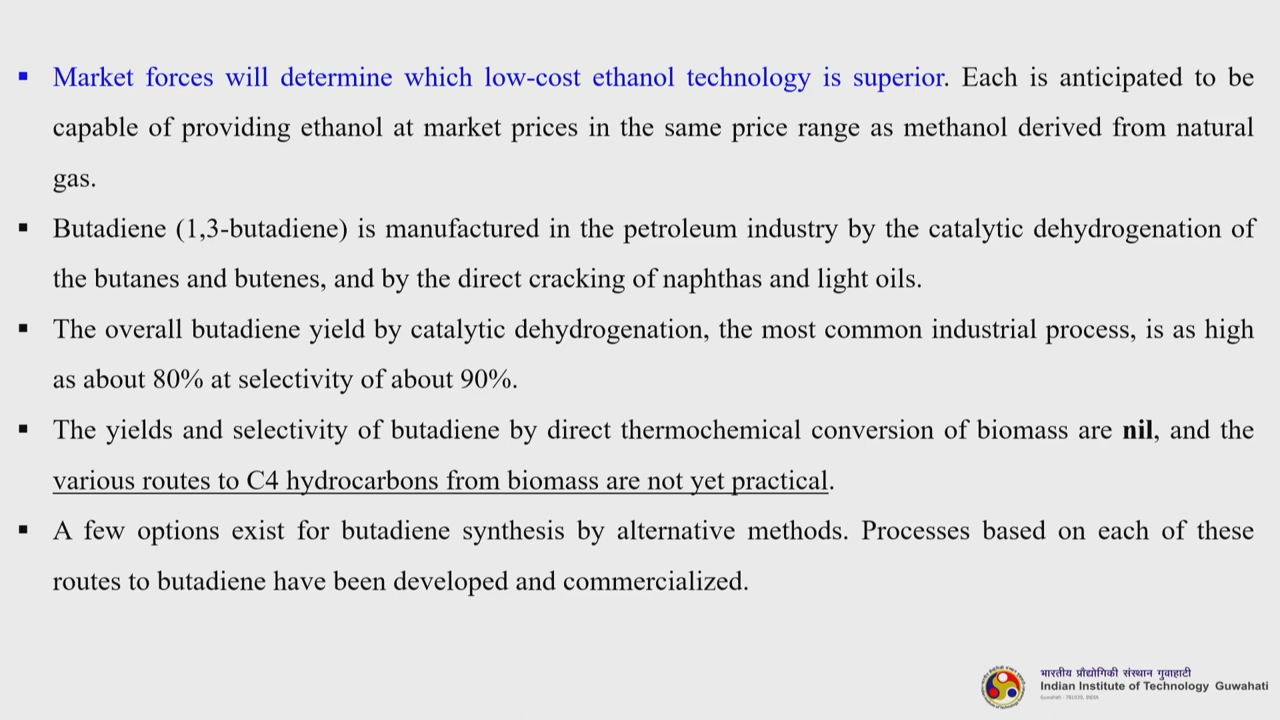 ▪ Market forces will determine which low-cost ethanol technology is superior. Each is anticipated to be
capable of providing ethanol at market prices in the same price range as methanol derived from natural
gas.
▪ Butadiene (1,3-butadiene) is manufactured in the petroleum industry by the catalytic dehydrogenation of
the butanes and butenes, and by the direct cracking of naphthas and light oils.
▪ The overall butadiene yield by catalytic dehydrogenation, the most common industrial process, is as high
as about 80% at selectivity of about 90%.
▪ The yields and selectivity of butadiene by direct thermochemical conversion of biomass are nil, and the
various routes to C4 hydrocarbons from biomass are not yet practical.
▪ A few options exist for butadiene synthesis by alternative methods. Processes based on each of these
routes to butadiene have been developed and commercialized.
भारतीय प्रौद्योगिकी संस्थान गुवाहाटी
Indian Institute of Technology Guwahati
Guwahati - 781039, INDIA